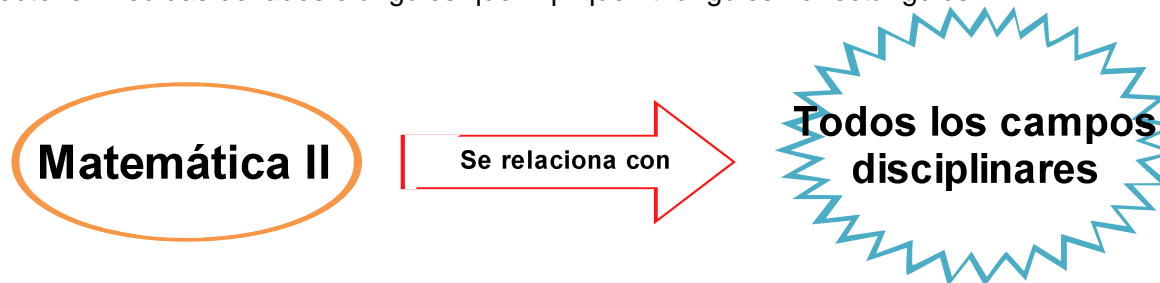 Matemática II
Se relaciona con
Todos los campos
disciplinares